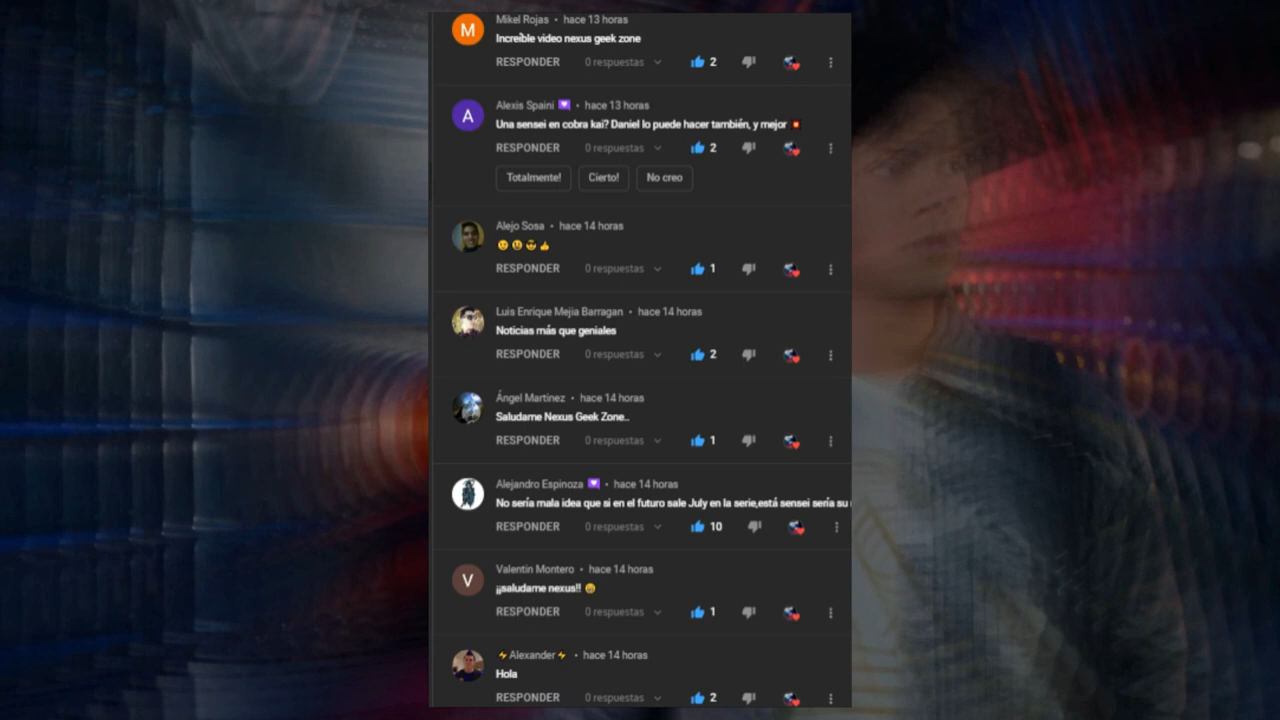 Mikel Rojas • hace 13 horas
Increíble video nexus geek zone
RESPONDER 0 respuestas 2
A Alexis Spaini • hace 13 horas
Una sensei en cobra kai? Daniel lo puede hacer también, y mejor 💥
RESPONDER 0 respuestas 2
Totalmente! Cierto! No creo
Alejo Sosa • hace 14 horas
RESPONDER 0 respuestas 1
Luis Enrique Mejia Barragan • hace 14 horas
Noticias más que geniales
RESPONDER 0 respuestas 2
Ángel Martinez • hace 14 horas
Saludame Nexus Geek Zone..
RESPONDER 0 respuestas 1
Alejandro Espinoza • hace 14 horas
No sería mala idea que si en el futuro sale July en la serie,está sensei sería su
RESPONDER 0 respuestas 10
V Valentin Montero • hace 14 horas
¡¡saludame nexus!!
RESPONDER 0 respuestas 1
⚡Alexander⚡ • hace 14 horas
Hola
RESPONDER 0 respuestas 2